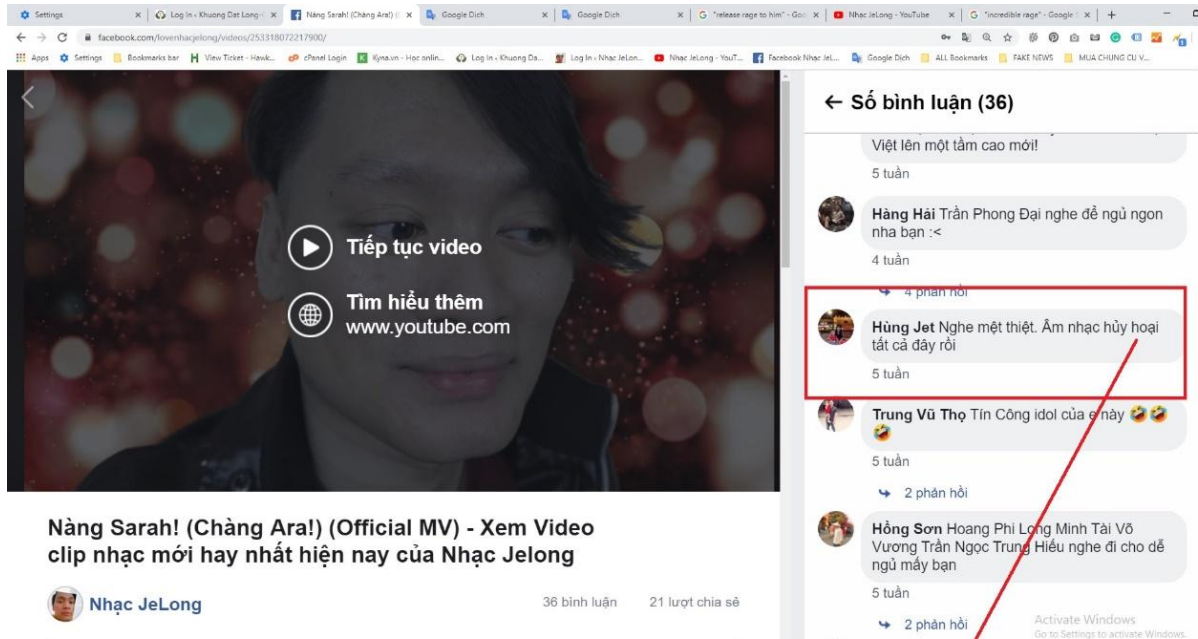 Settings
Log In ‹ Khuong Dat Long
Nàng Sarah! (Chàng Ara!) (
Google Dịch
Google Dịch
"release rage to him" - Goo
Nhạc JeLong - YouTube
"incredible rage" - Google
facebook.com/lovenhacjelong/videos/253318072217900/
Apps
Settings
Bookmarks bar
View Ticket - Hawk...
cPanel Login
Kyna.vn - Học onlin...
Log In ‹ Khuong Da...
Log In ‹ Nhac JeLon...
Nhạc JeLong - YouT...
Facebook Nhạc JeL...
Google Dịch
ALL Bookmarks
FAKE NEWS
MUA CHUNG CU V...
Tiếp tục video
Tìm hiểu thêm
www.youtube.com
Nàng Sarah! (Chàng Ara!) (Official MV) - Xem Video
clip nhạc mới hay nhất hiện nay của Nhạc Jelong
Nhạc JeLong
36 bình luận
21 lượt chia sẻ
← Số bình luận (36)
Việt lên một tầm cao mới!
5 tuần
Hàng Hải Trần Phong Đại nghe để ngủ ngon
nha bạn :<
4 tuần
4 phản hồi
Hùng Jet Nghe mệt thiệt. Âm nhạc hủy hoại
tất cả đây rồi
5 tuần
Trung Vũ Thọ Tín Công idol của e này 🤣🤣
🤣
5 tuần
2 phản hồi
Hồng Sơn Hoang Phi Long Minh Tài Võ
Vương Trần Ngọc Trung Hiếu nghe đi cho dễ
ngủ mấy bạn
5 tuần
2 phản hồi
Activate Windows
Go to Settings to activate Windows.